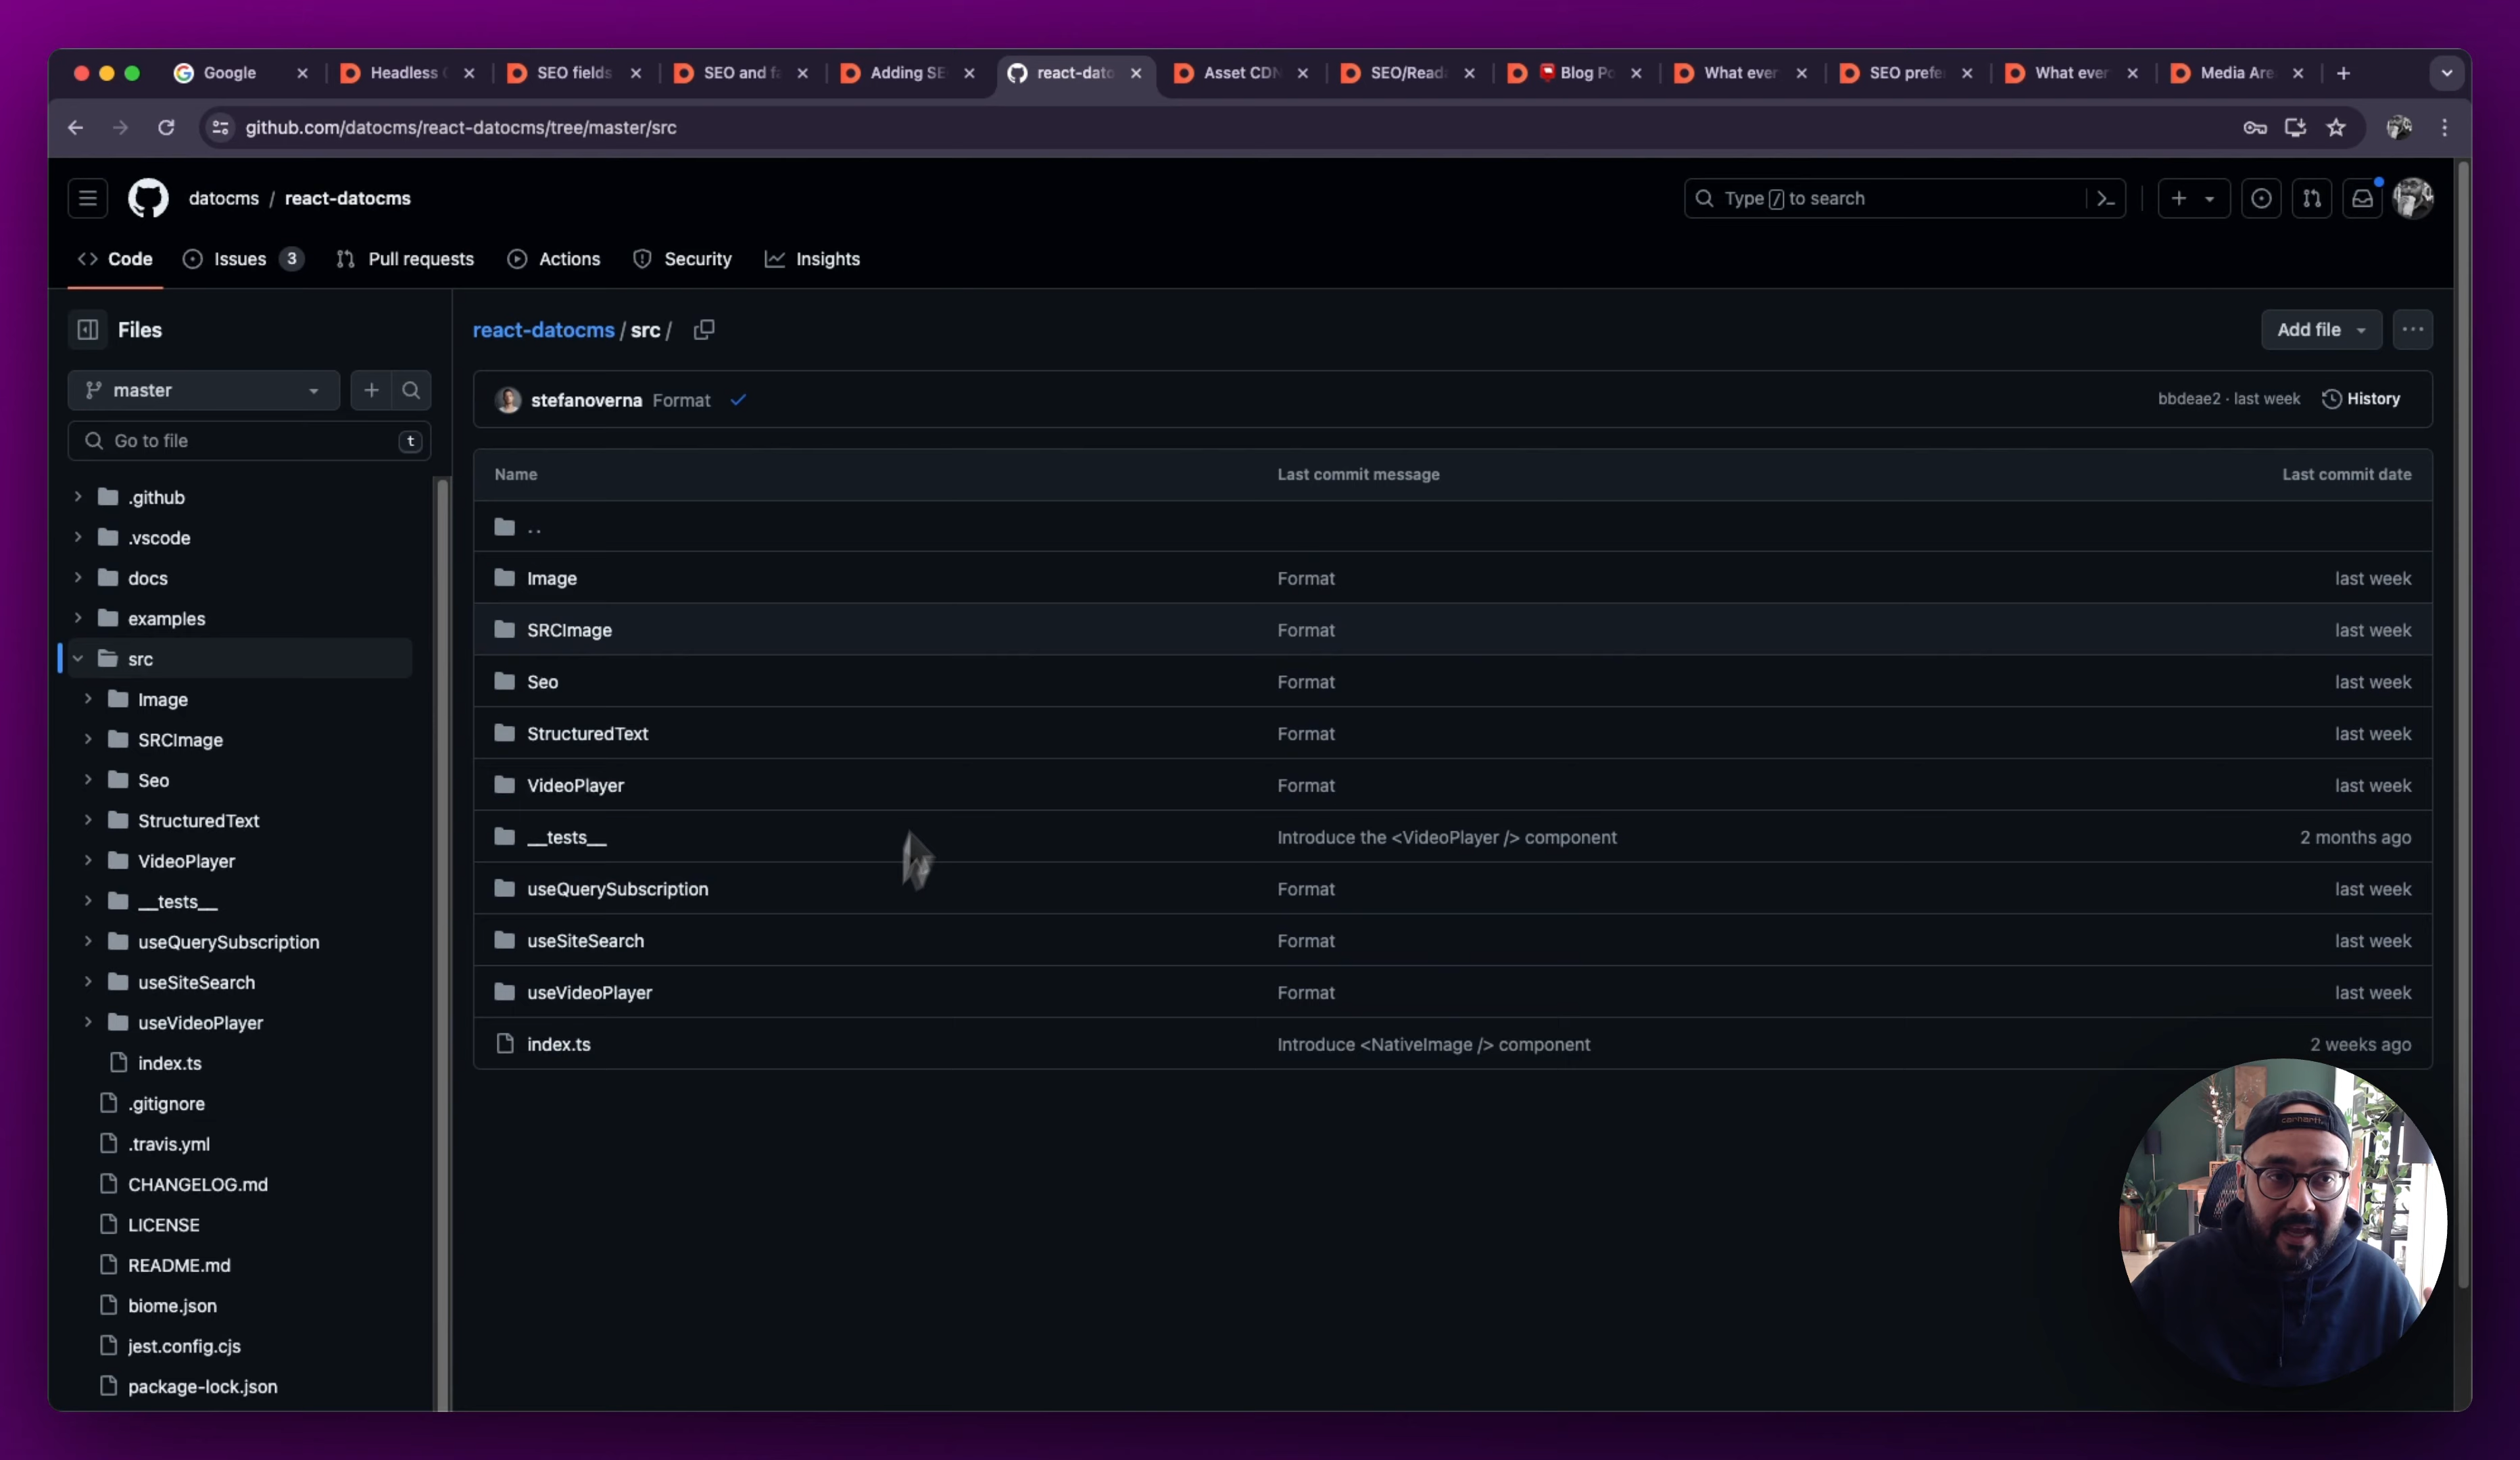 Google
Headless C
SEO fields
SEO and fa
Adding SE
react-dato
Asset CDN
SEO/Read
Blog Po
What ever
SEO prefe
What ever
Media Are
github.com/datocms/react-datocms/tree/master/src
datocms / react-datocms
Type / to search
Code
Issues 3
Pull requests
Actions
Security
Insights
Files
master
Go to file
t
.github
.vscode
docs
examples
src
Image
SRCImage
Seo
StructuredText
VideoPlayer
__tests__
useQuerySubscription
useSiteSearch
useVideoPlayer
index.ts
.gitignore
.travis.yml
CHANGELOG.md
LICENSE
README.md
biome.json
jest.config.cjs
package-lock.json
react-datocms / src /
Add file
stefanoverna Format
bbdeae2 · last week
History
Name Last commit message Last commit date
..
Image Format last week
SRCImage Format last week
Seo Format last week
StructuredText Format last week
VideoPlayer Format last week
__tests__ Introduce the <VideoPlayer /> component 2 months ago
useQuerySubscription Format last week
useSiteSearch Format last week
useVideoPlayer Format last week
index.ts Introduce <NativeImage /> component 2 weeks ago
carhartt